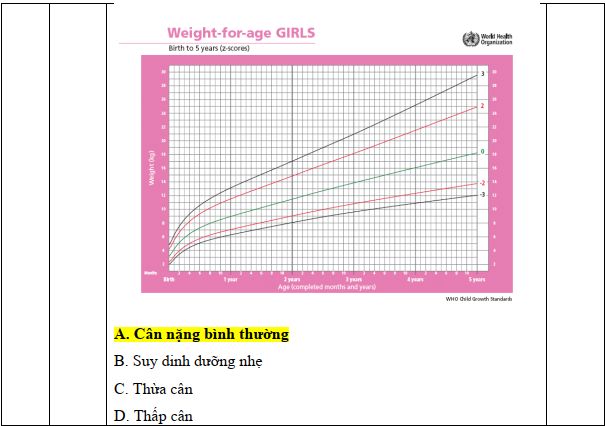 Weight-for-age GIRLS
Birth to 5 years (z-scores)
World Health
Organization
3
2
0
-2
-3
Weight (kg)
Months
Birth
1 year
2 years
3 years
4 years
5 years
Age (completed months and years)
WHO Child Growth Standards
A. Cân nặng bình thường
B. Suy dinh dưỡng nhẹ
C. Thừa cân
D. Thấp cân